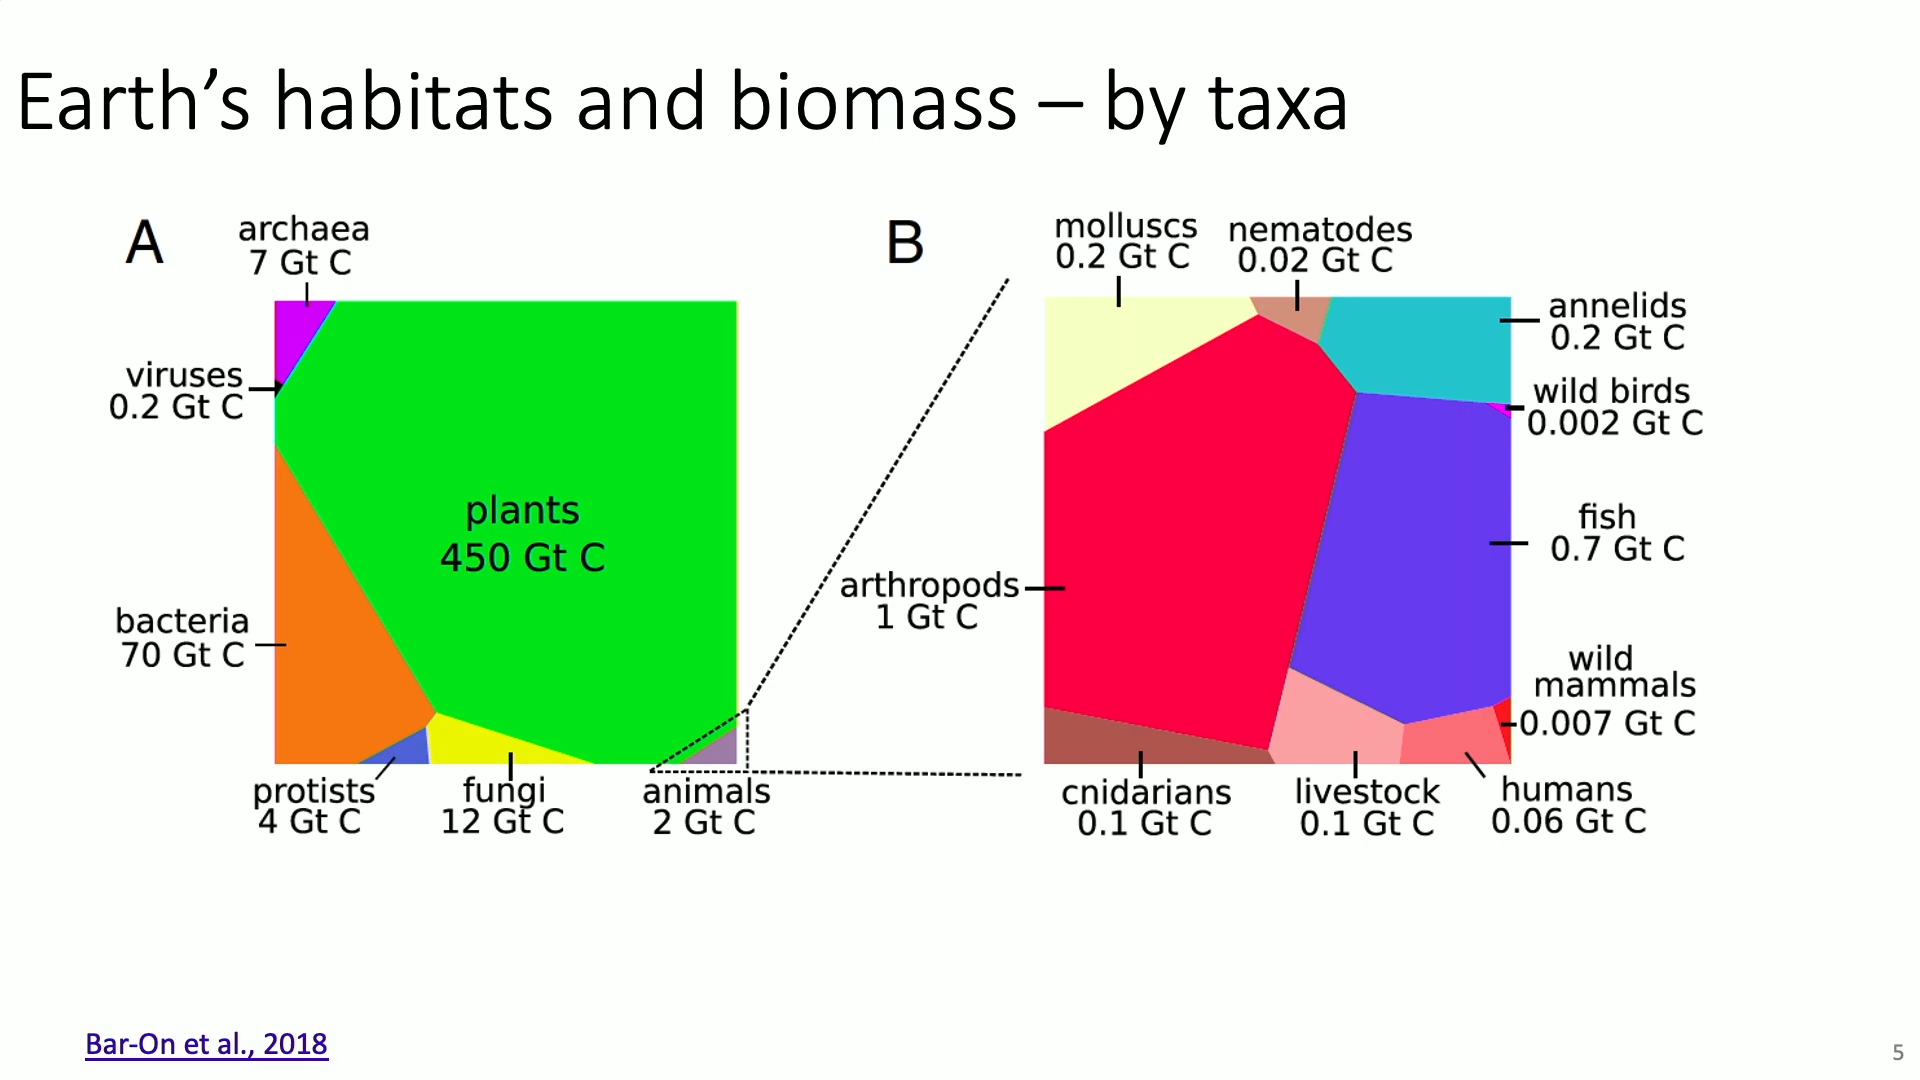 Earth’s habitats and biomass – by taxa
A
archaea
7 Gt C
viruses
0.2 Gt C
plants
450 Gt C
bacteria
70 Gt C
protists
4 Gt C
fungi
12 Gt C
animals
2 Gt C
B
molluscs
0.2 Gt C
nematodes
0.02 Gt C
annelids
0.2 Gt C
wild birds
0.002 Gt C
fish
0.7 Gt C
arthropods
1 Gt C
wild
mammals
0.007 Gt C
cnidarians
0.1 Gt C
livestock
0.1 Gt C
humans
0.06 Gt C
Bar-On et al., 2018
5